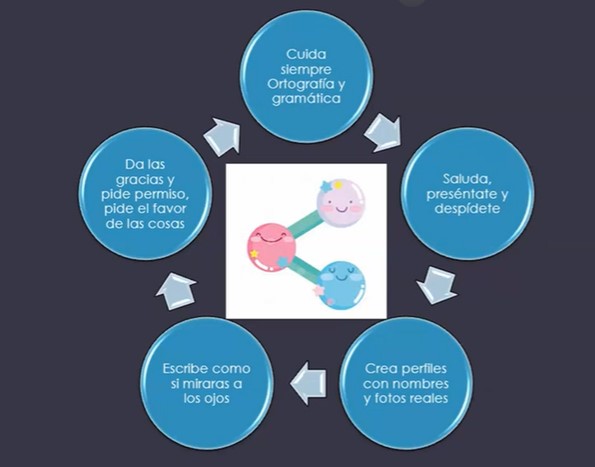 Cuida
siempre
Ortografía y
gramática
Saluda,
preséntate y
despídete
Crea perfiles
con nombres
y fotos reales
Escribe como
si miraras a
los ojos
Da las
gracias y
pide permiso,
pide el favor
de las cosas